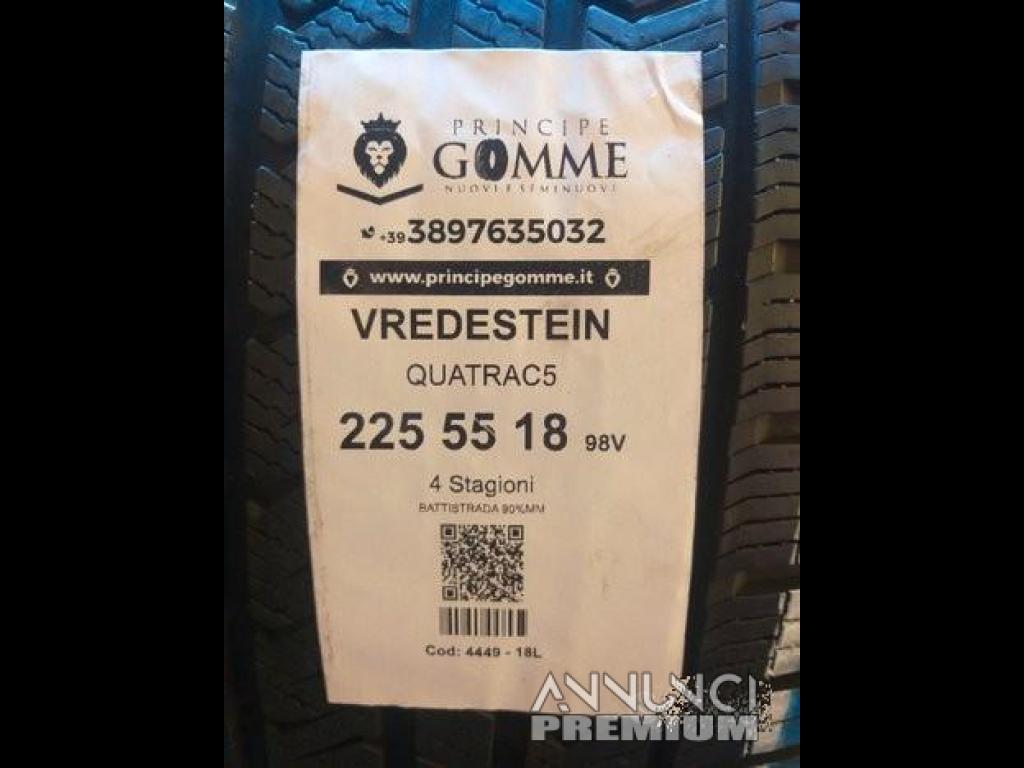 PRINCIPE
GOMME
NUOVI E SEMINUOVI
+39 3897635032
www.principegomme.it
VREDESTEIN
QUATRAC5
225 55 18 98V
4 Stagioni
BATTISTRADA 90%MM
Cod: 4449 - 18L
ANNUNCI
PREMIUM